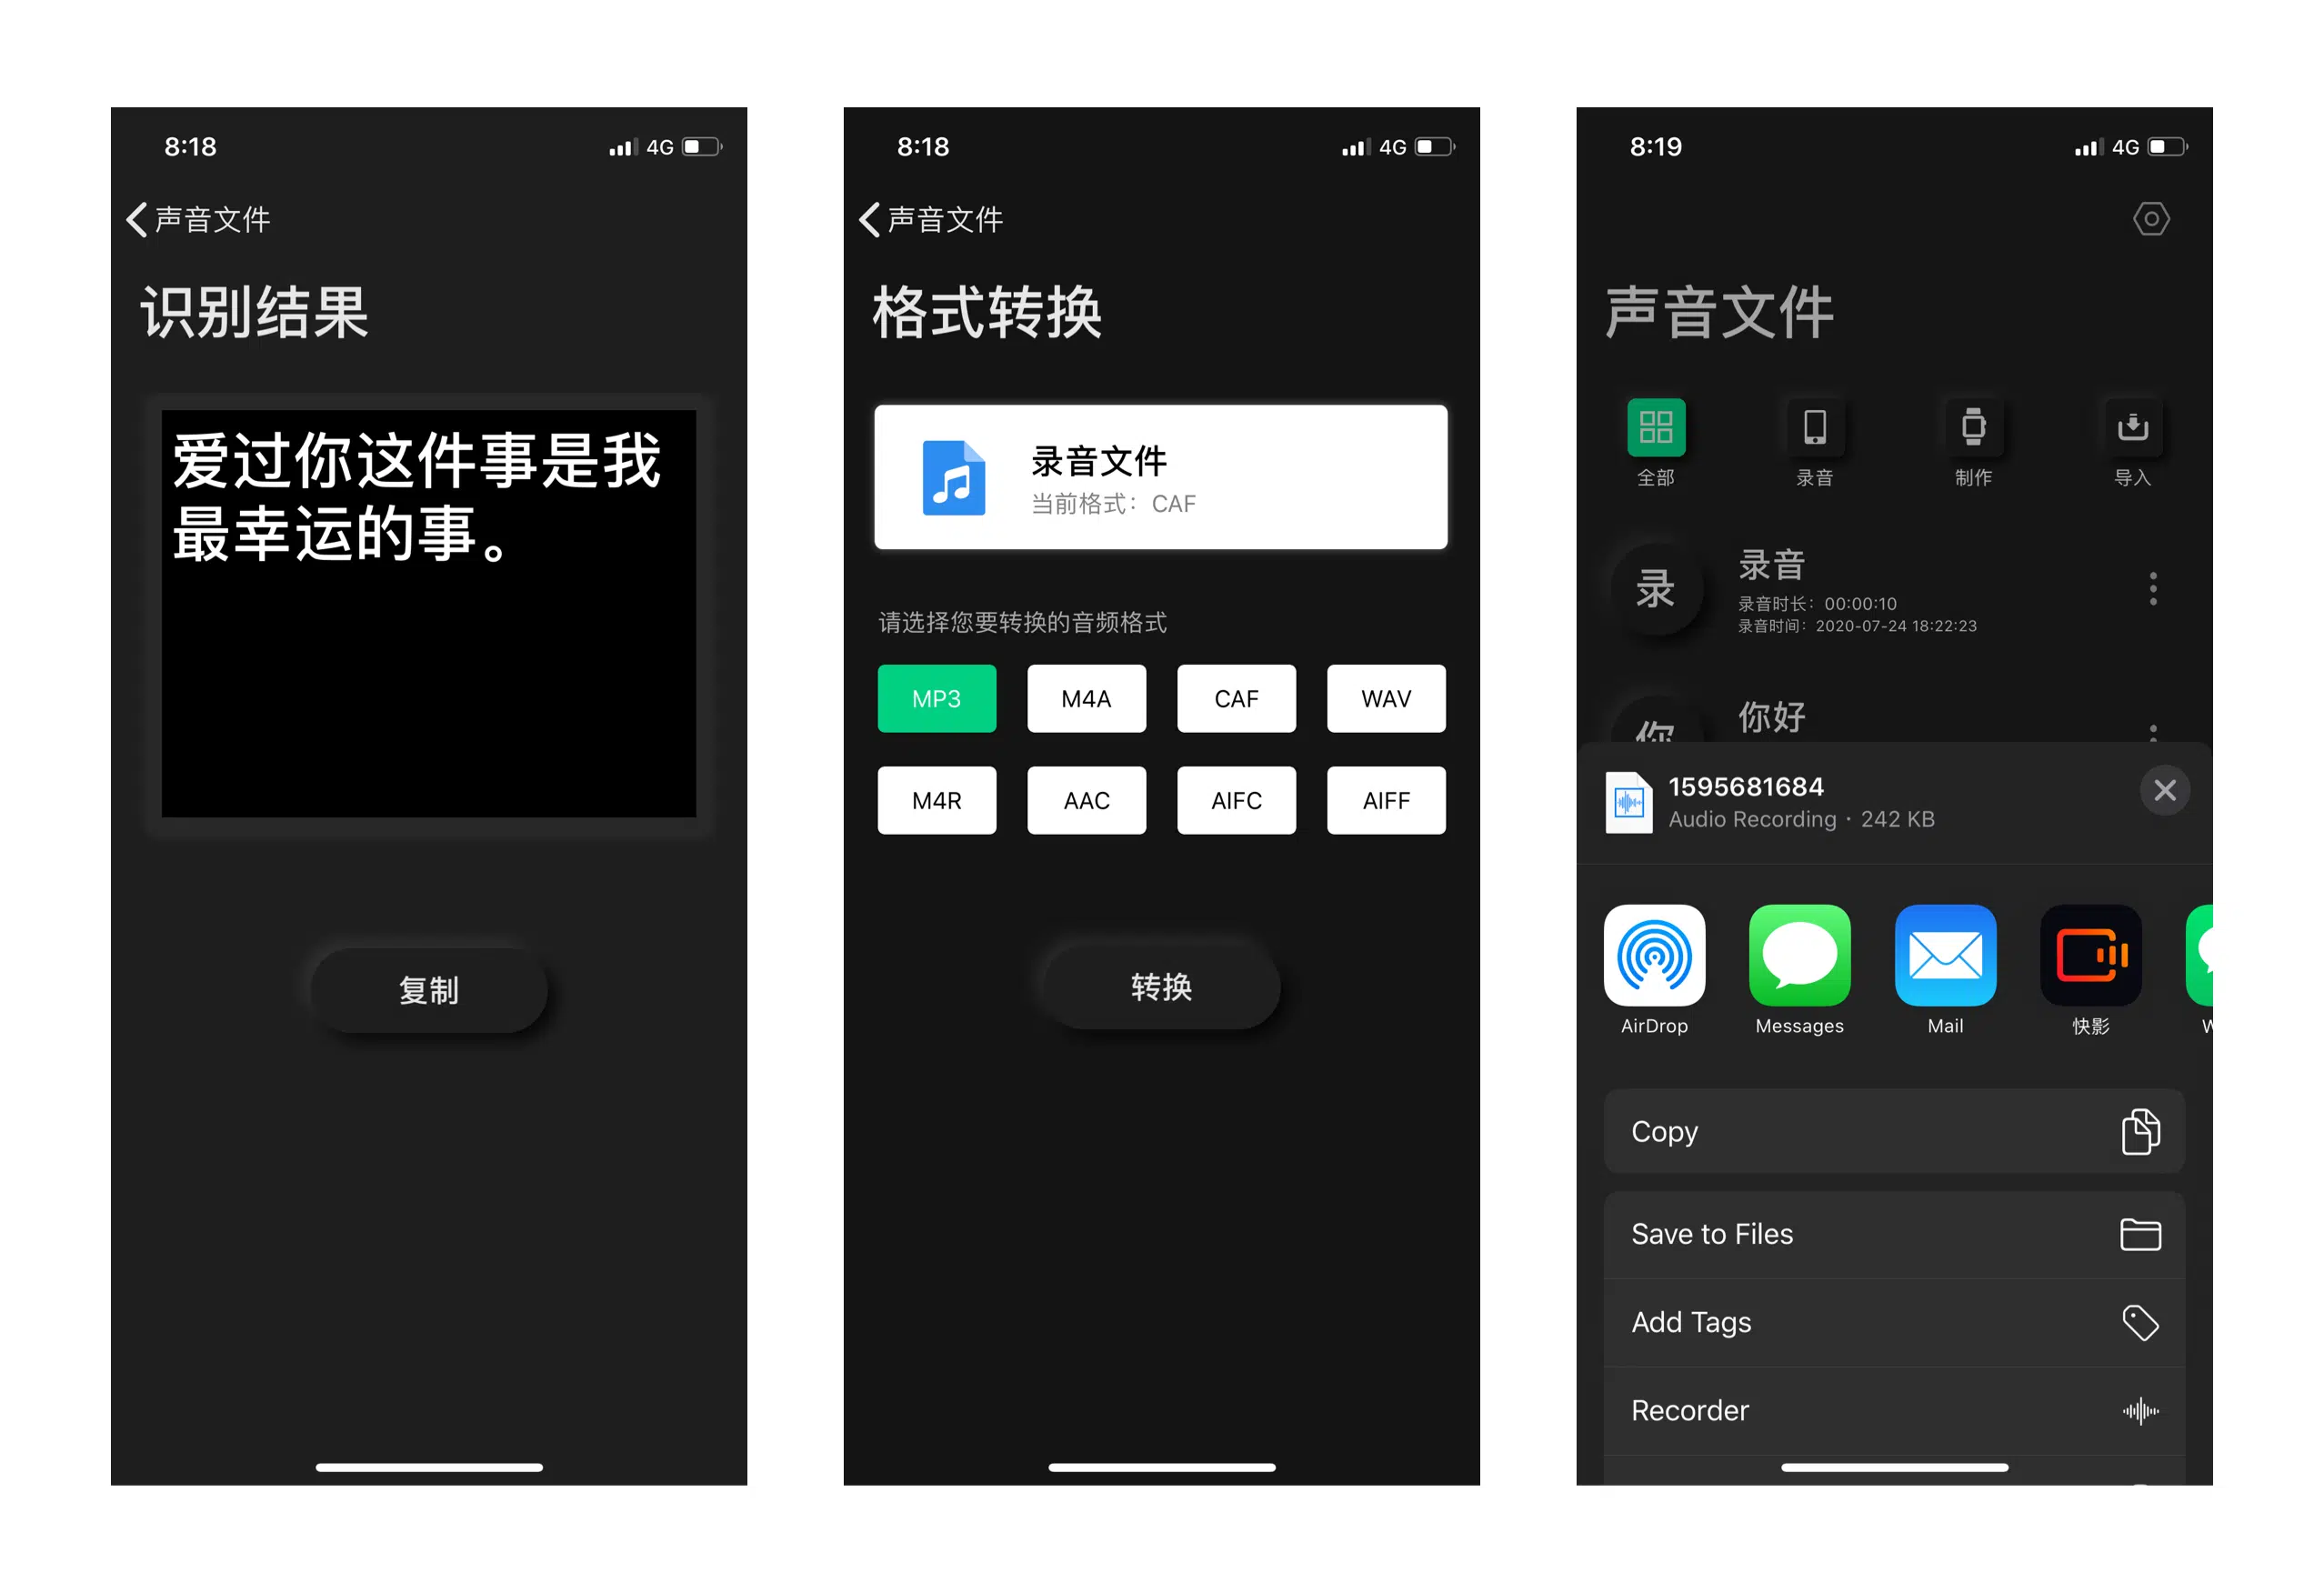 8:18
4G
声音文件
识别结果
爱过你这件事是我
最幸运的事。
复制
8:18
4G
声音文件
格式转换
录音文件
当前格式：CAF
请选择您要转换的音频格式
MP3 M4A CAF WAV
M4R AAC AIFC AIFF
转换
8:19
4G
声音文件
全部 录音 制作 导入
录
录音
录音时长：00:00:10
录音时间：2020-07-24 18:22:23
你
你好
1595681684
Audio Recording · 242 KB
AirDrop Messages Mail 快影
Copy
Save to Files
Add Tags
Recorder